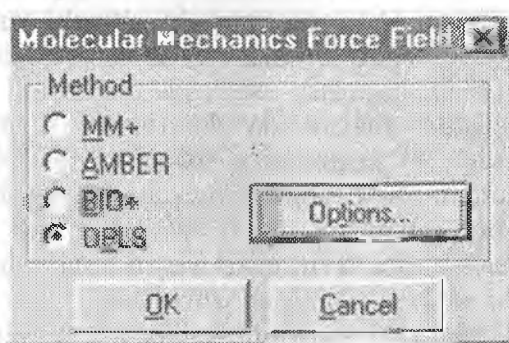 Molecular Mechanics Force Field
Method
MM+
AMBER
BIO+
OPLS
Options...
OK
Cancel